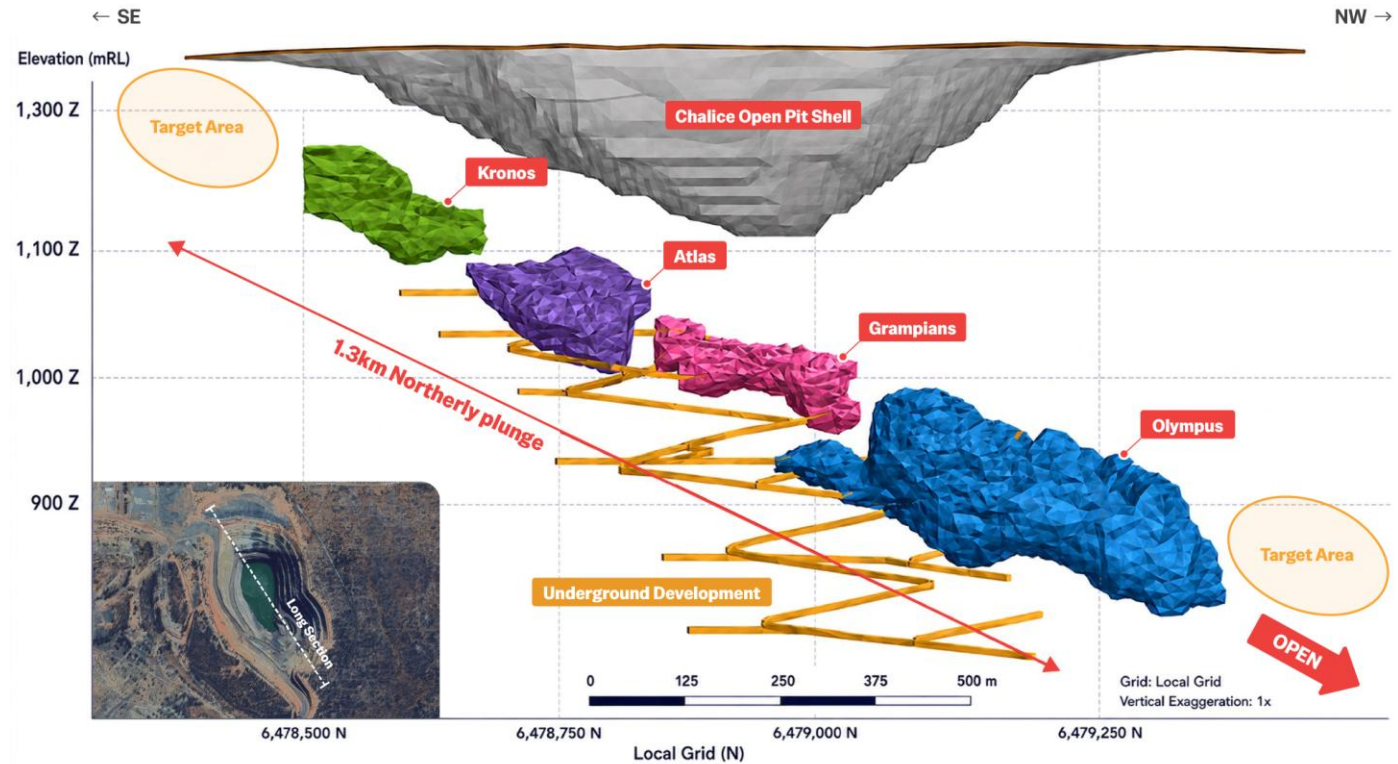 ← SE
NW →
Elevation (mRL)
1,300 Z
Target Area
Chalice Open Pit Shell
Kronos
1,100 Z
Atlas
Grampians
1.3km Northerly plunge
1,000 Z
Olympus
900 Z
Target Area
Underground Development
Long Section
OPEN
0 125 250 375 500 m
Grid: Local Grid
Vertical Exaggeration: 1x
6,478,500 N 6,478,750 N 6,479,000 N 6,479,250 N
Local Grid (N)